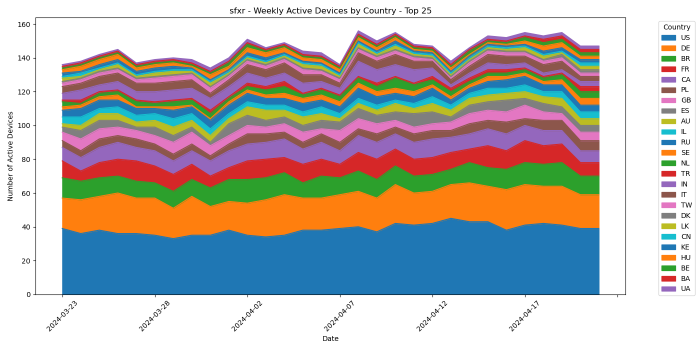 sfxr - Weekly Active Devices by Country - Top 25
160
140
120
100
80
60
40
20
0
Number of Active Devices
2024-03-23
2024-03-28
2024-04-02
2024-04-07
2024-04-12
2024-04-17
Date
Country
US
DE
BR
FR
CA
PL
GB
ES
AU
IL
RU
SE
NL
TR
IN
IT
TW
DK
LK
CN
KE
HU
BE
BA
UA